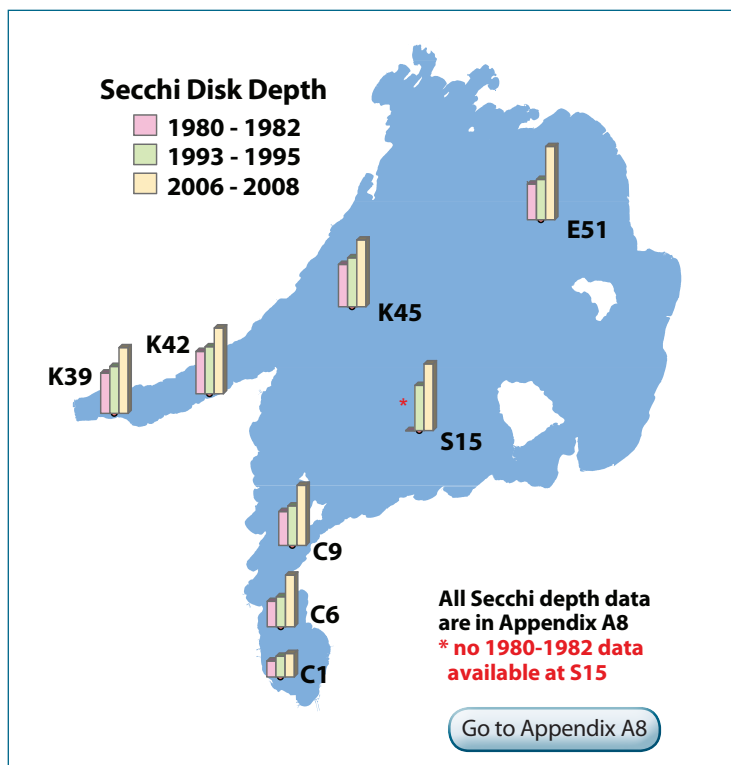 Secchi Disk Depth
1980 - 1982
1993 - 1995
2006 - 2008
E51
K45
K42
K39
*
S15
C9
C6
C1
All Secchi depth data
are in Appendix A8
* no 1980-1982 data
available at S15
Go to Appendix A8